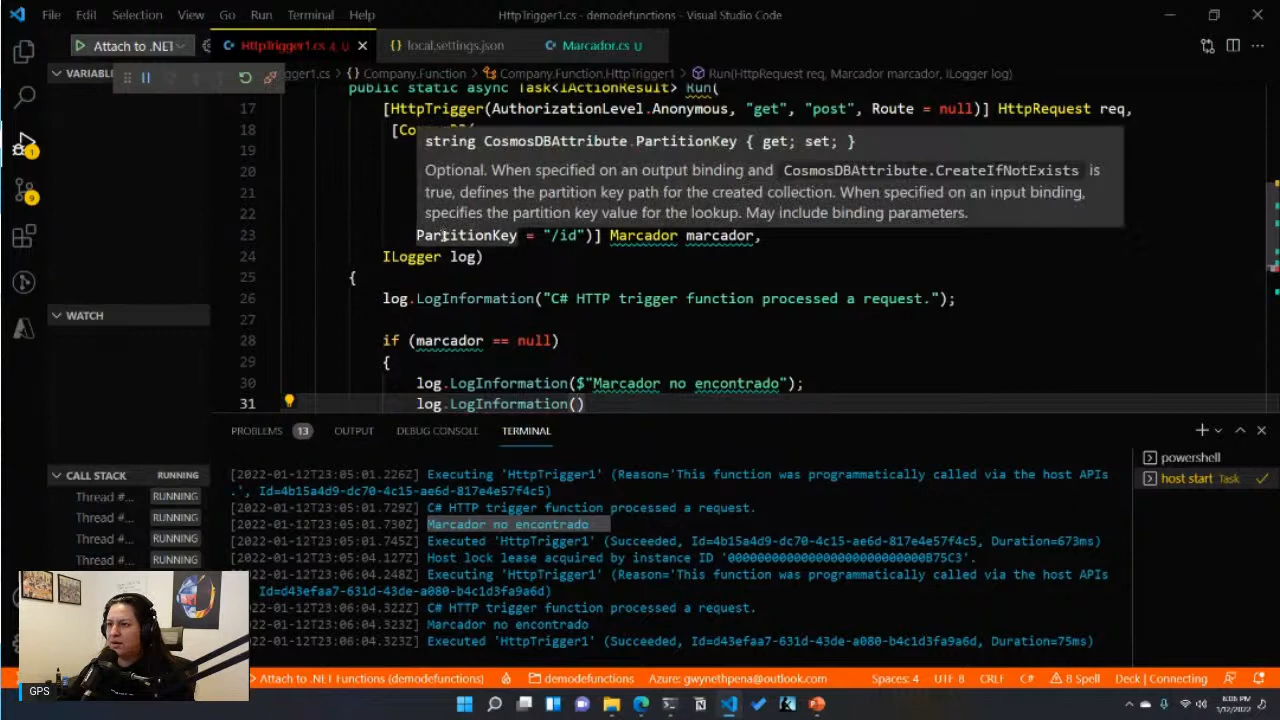 File Edit Selection View Go Run Terminal Help HttpTrigger1.cs - demodefunctions - Visual Studio Code
Attach to .NET HttpTrigger1.cs 4, U local.settings.json Marcador.cs U
VARIABL gger1.cs > {} Company.Function > Company.Function.HttpTrigger1 > Run(HttpRequest req, Marcador marcador, ILogger log)
public static async Task<IActionResult> Run(
17 [HttpTrigger(AuthorizationLevel.Anonymous, "get", "post", Route = null)] HttpRequest req,
18
string CosmosDBAttribute.PartitionKey { get; set; }
19
20 Optional. When specified on an output binding and CosmosDBAttribute.CreateIfNotExists is
21 true, defines the partition key path for the created collection. When specified on an input binding,
22 specifies the partition key value for the lookup. May include binding parameters.
23 PartitionKey = "/id")] Marcador marcador,
24 ILogger log)
25 {
26 log.LogInformation("C# HTTP trigger function processed a request.");
27
28 if (marcador == null)
29 {
30 log.LogInformation($"Marcador no encontrado");
31 log.LogInformation()
WATCH
PROBLEMS 13 OUTPUT DEBUG CONSOLE TERMINAL
powershell
host start Task
CALL STACK RUNNING
Thread #... RUNNING
Thread #... RUNNING
Thread #... RUNNING
Thread #... RUNNING
[2022-01-12T23:05:01.226Z] Executing 'HttpTrigger1' (Reason='This function was programmatically called via the host APIs
.', Id=4b15a4d9-dc70-4c15-ae6d-817e4e57f4c5)
[2022-01-12T23:05:01.729Z] C# HTTP trigger function processed a request.
[2022-01-12T23:05:01.730Z] Marcador no encontrado
[2022-01-12T23:05:01.745Z] Executed 'HttpTrigger1' (Succeeded, Id=4b15a4d9-dc70-4c15-ae6d-817e4e57f4c5, Duration=673ms)
[2022-01-12T23:06:04.127Z] Host lock lease acquired by instance ID
022-01-12T23:06:04.248Z] Executing 'HttpTrigger1' (Reason='This function was programmatically called via the host APIs
., Id=d43efaa7-631d-43de-a080-b4c1d3fa9a6d)
022-01-12T23:06:04.322Z] C# HTTP trigger function processed a request.
022-01-12T23:06:04.323Z] Marcador no encontrado
022-01-12T23:06:04.323Z] Executed 'HttpTrigger1' (Succeeded, Id=d43efaa7-631d-43de-a080-b4c1d3fa9a6d, Duration=75ms)
GPS
Attach to .NET Functions (demodefunctions) demodefunctions Azure: gwynethpena@outlook.com Spaces: 4 UTF-8 CRLF C# 8 Spell Deck | Connecting
1/12/2022